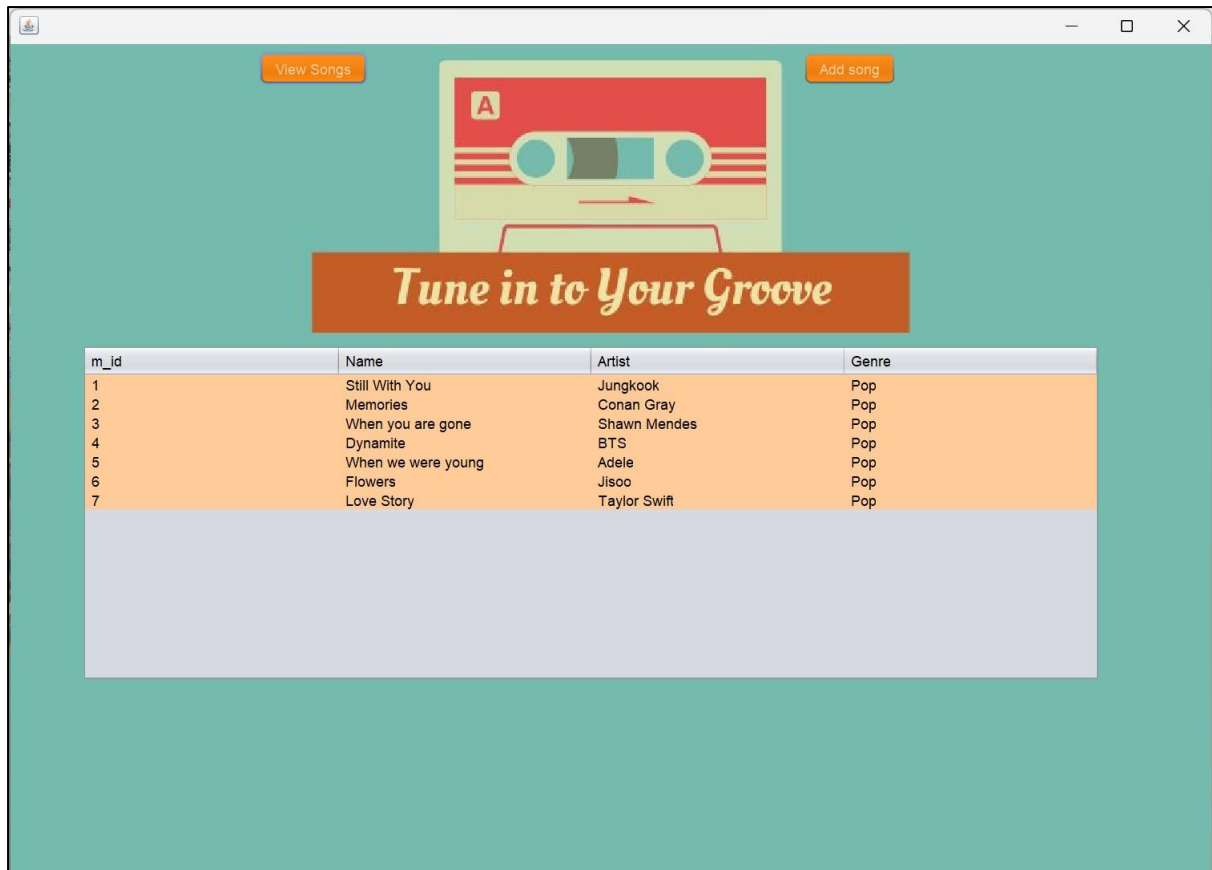 View Songs Add song
A
Tune in to Your Groove
m_id Name Artist Genre
1 Still With You Jungkook Pop
2 Memories Conan Gray Pop
3 When you are gone Shawn Mendes Pop
4 Dynamite BTS Pop
5 When we were young Adele Pop
6 Flowers Jisoo Pop
7 Love Story Taylor Swift Pop